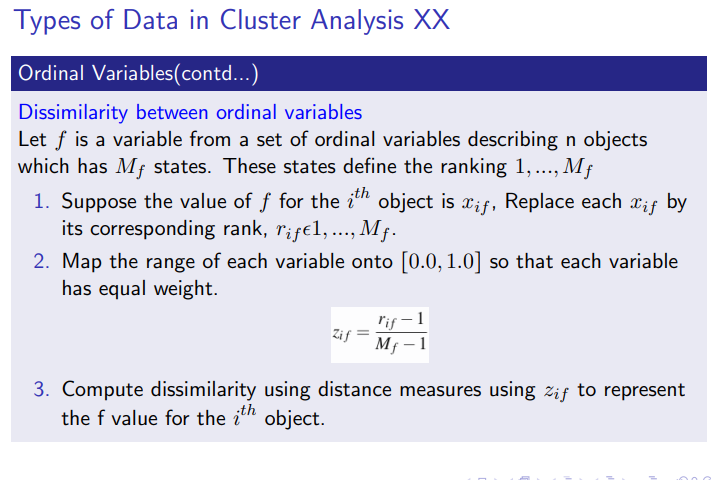 Types of Data in Cluster Analysis XX
Ordinal Variables(contd...)
Dissimilarity between ordinal variables
Let f is a variable from a set of ordinal variables describing n objects
which has M_f states. These states define the ranking 1, ..., M_f
1. Suppose the value of f for the i^th object is x_if, Replace each x_if by
its corresponding rank, r_ifϵ1, ..., M_f.
2. Map the range of each variable onto [0.0, 1.0] so that each variable
has equal weight.
z_if = (r_if − 1) / (M_f − 1)
3. Compute dissimilarity using distance measures using z_if to represent
the f value for the i^th object.